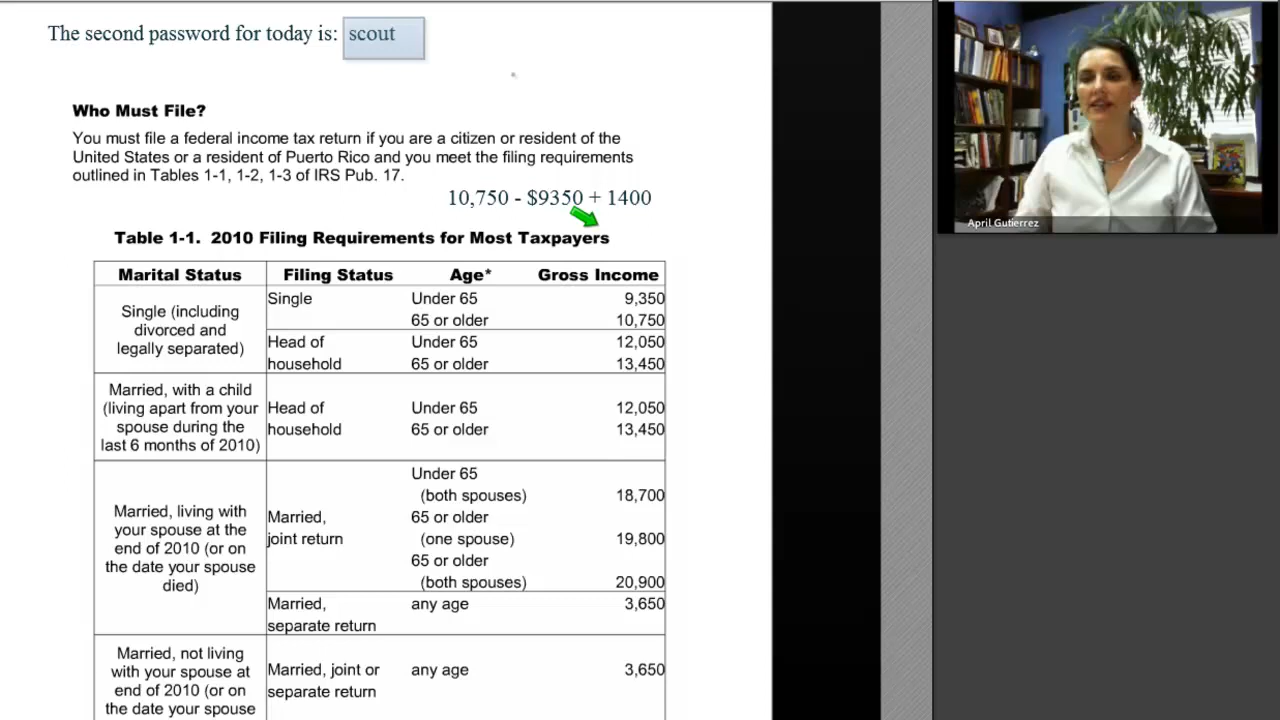 The second password for today is: scout
Who Must File?
You must file a federal income tax return if you are a citizen or resident of the
United States or a resident of Puerto Rico and you meet the filing requirements
outlined in Tables 1-1, 1-2, 1-3 of IRS Pub. 17.
10,750 - $9350 + 1400
Table 1-1. 2010 Filing Requirements for Most Taxpayers
Marital Status Filing Status Age* Gross Income
Single (including
divorced and
legally separated)
Single Under 65 9,350
65 or older 10,750
Head of Under 65 12,050
household 65 or older 13,450
Married, with a child
(living apart from your
spouse during the
last 6 months of 2010)
Head of Under 65 12,050
household 65 or older 13,450
Married, living with
your spouse at the
end of 2010 (or on
the date your spouse
died)
Married,
joint return
Under 65
(both spouses) 18,700
65 or older
(one spouse) 19,800
65 or older
(both spouses) 20,900
Married, any age 3,650
separate return
Married, not living
with your spouse at
end of 2010 (or on
the date your spouse
Married, joint or any age 3,650
separate return
April Gutierrez